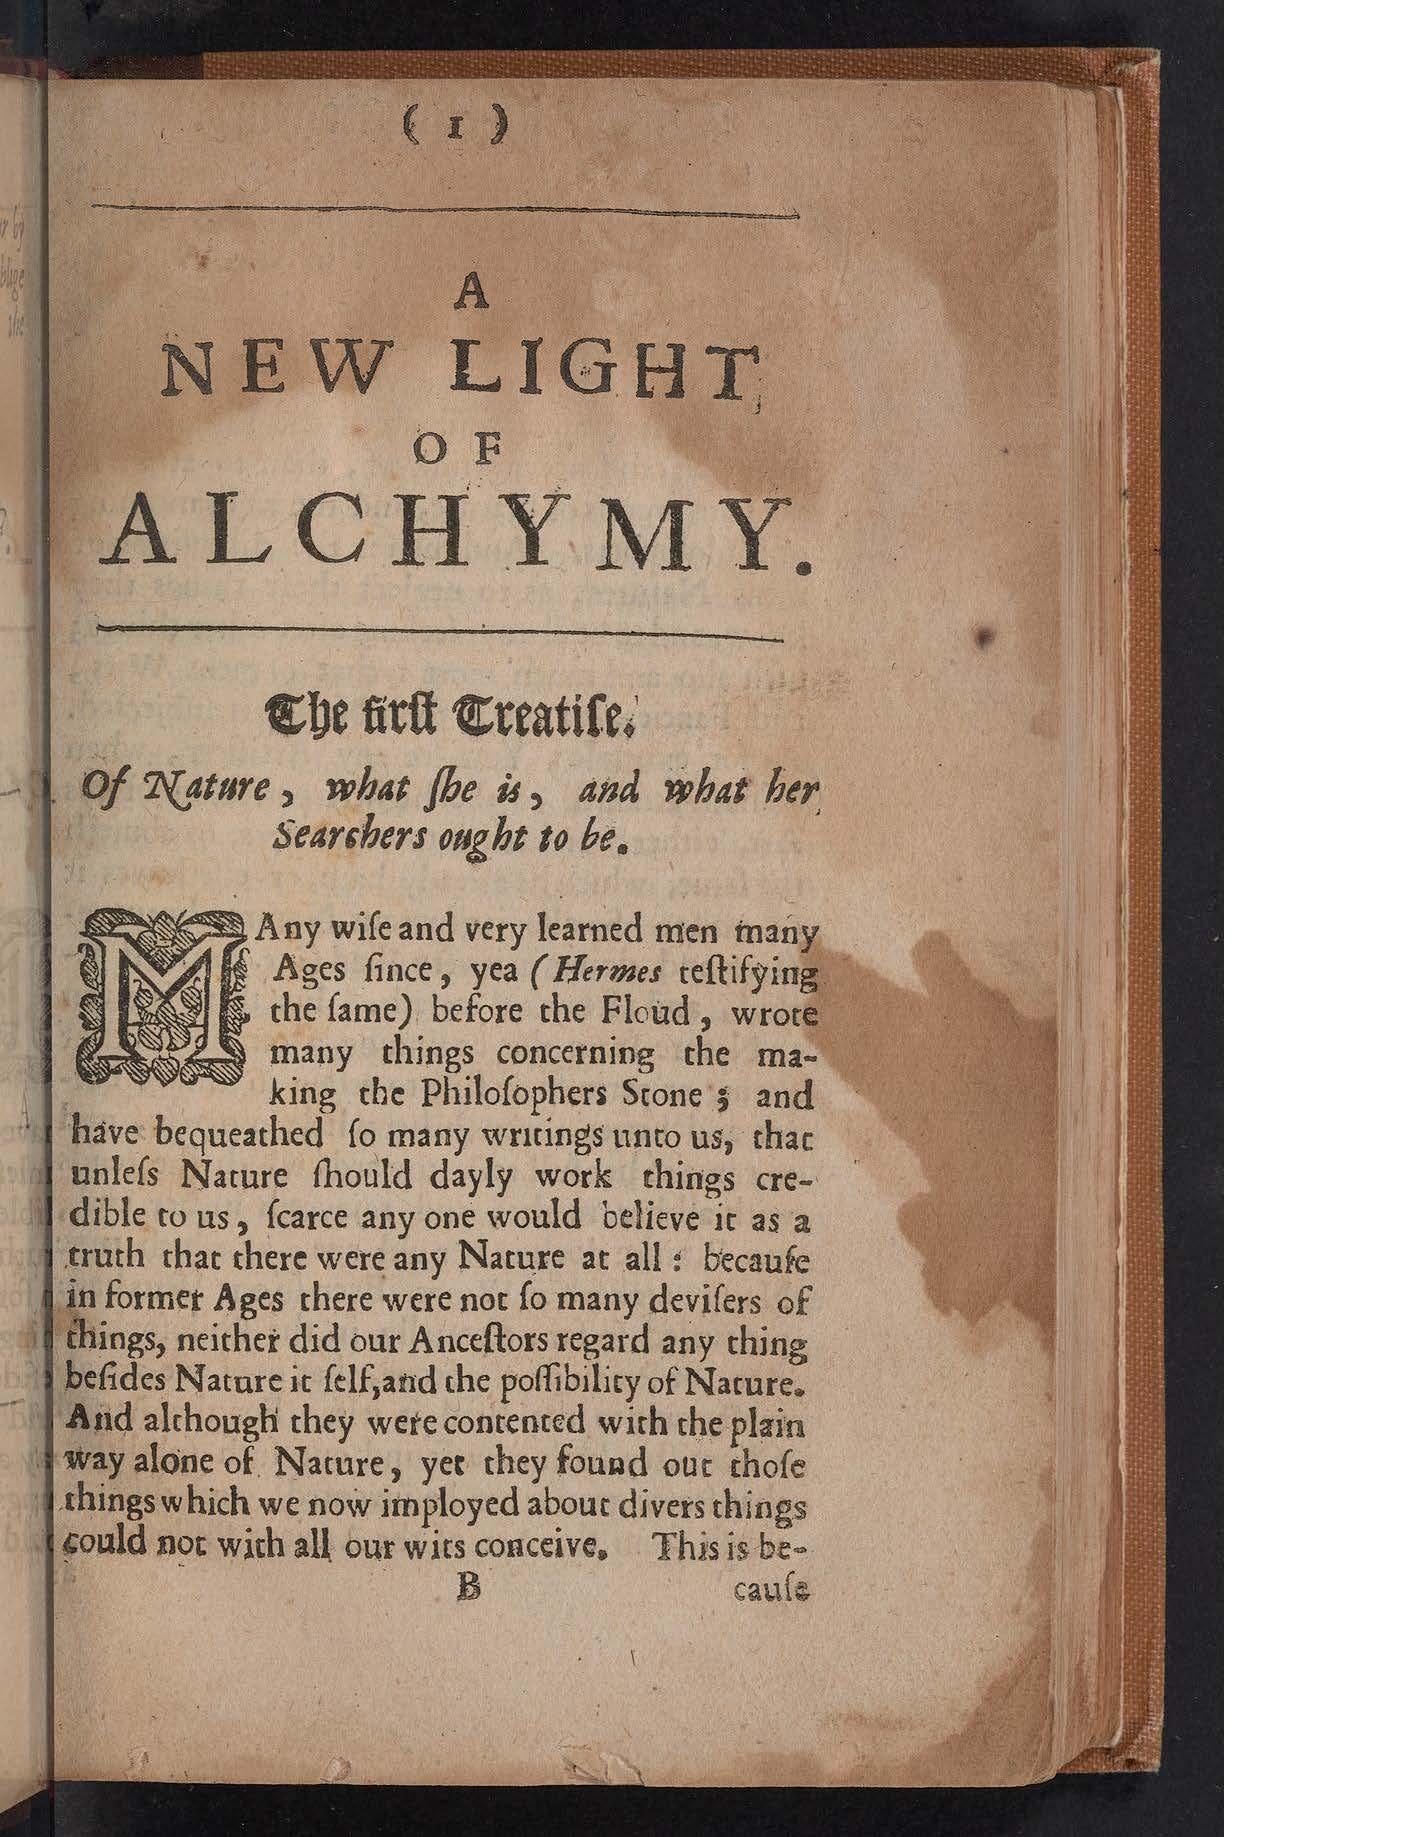 ( 1 )
A
NEW LIGHT
OF
ALCHYMY.
The firſt Treatiſe.
Of Nature, what ſhe is, and what her
Searchers ought to be.
MAny wiſe and very learned men many
Ages ſince, yea (Hermes teſtifying
the ſame) before the Floud, wrote
many things concerning the ma-
king the Philoſophers Stone; and
have bequeathed ſo many writings unto us, that
unleſs Nature ſhould dayly work things cre-
dible to us, ſcarce any one would believe it as a
truth that there were any Nature at all: becauſe
in former Ages there were not ſo many deviſers of
things, neither did our Anceſtors regard any thing
beſides Nature it ſelf, and the poſſibility of Nature.
And although they were contented with the plain
way alone of Nature, yet they found out thoſe
things which we now imployed about divers things
could not with all our wits conceive. This is be-
B
cauſe